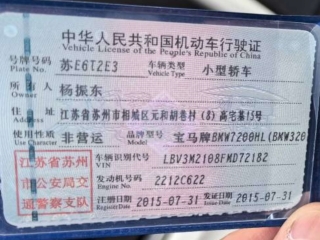 中华人民共和国机动车行驶证
Vehicle License of the People's Republic of China
号牌号码 苏E6T2E3 车辆类型 小型轿车
Plate No. Vehicle Type
所有人 杨振东
Owner
住址 江苏省苏州市相城区元和胡巷村(8)高宅基15号
Address
使用性质 非营运 品牌型号 宝马牌BMW7200HL(BMW320
Use Character Model
江苏省苏州 车辆识别代号 LBV3M2108FMD72182
VIN
市公安局交 发动机号码 2212C622
Engine No.
通警察支队 注册日期 2015-07-31 发证日期 2015-07-31
Register Date Issue Date